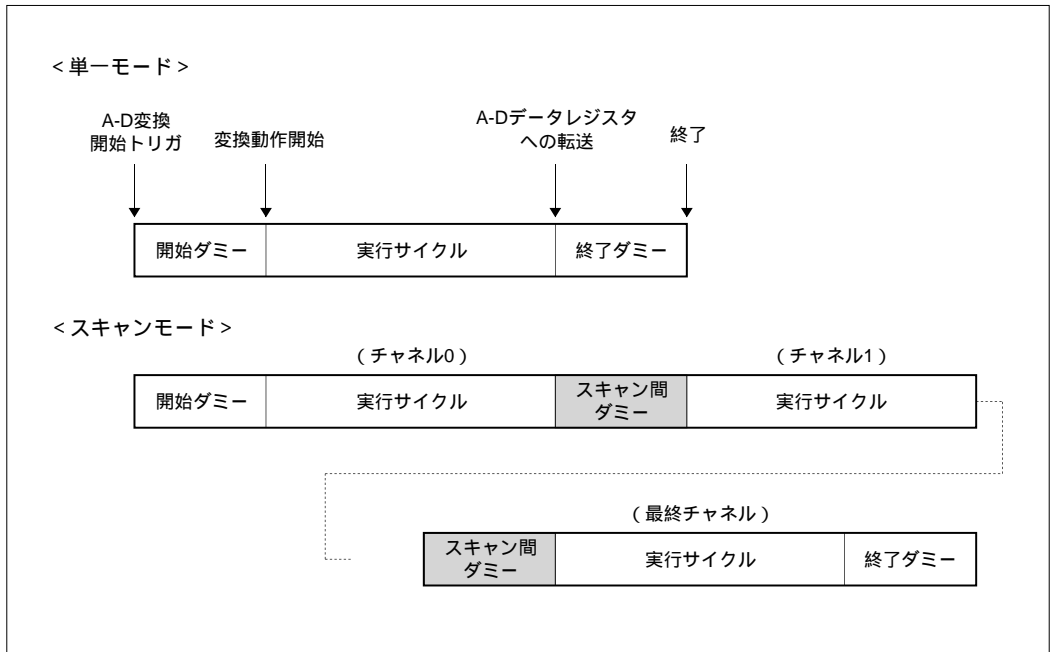 <単一モード>
A-D変換
開始トリガ
変換動作開始
A-Dデータレジスタ
への転送
終了
開始ダミー
実行サイクル
終了ダミー
<スキャンモード>
(チャネル0)
(チャネル1)
開始ダミー
実行サイクル
スキャン間
ダミー
実行サイクル
(最終チャネル)
スキャン間
ダミー
実行サイクル
終了ダミー